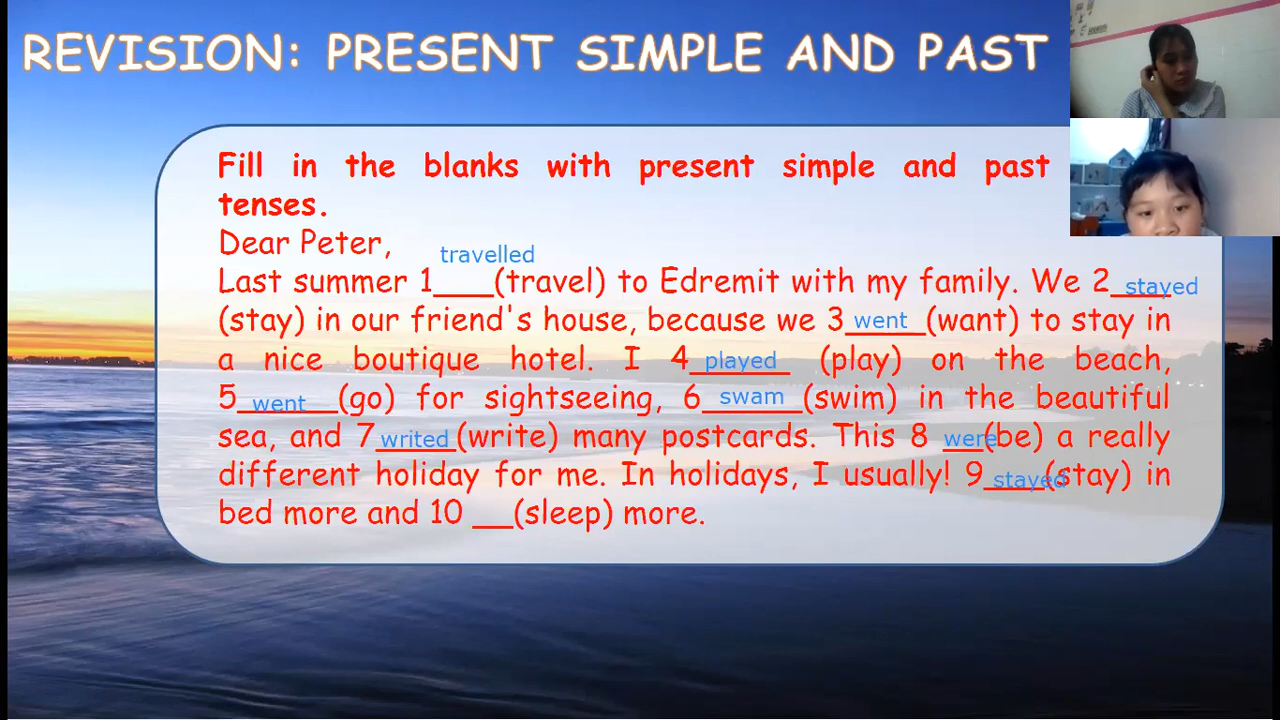 REVISION: PRESENT SIMPLE AND PAST
Fill in the blanks with present simple and past
tenses.
Dear Peter,
travelled
Last summer 1___(travel) to Edremit with my family. We 2___ stayed
(stay) in our friend's house, because we 3 went (want) to stay in
a nice boutique hotel. I 4 played (play) on the beach,
5 went (go) for sightseeing, 6 swam (swim) in the beautiful
sea, and 7 writed (write) many postcards. This 8 were (be) a really
different holiday for me. In holidays, I usually! 9 stayed (stay) in
bed more and 10 __(sleep) more.